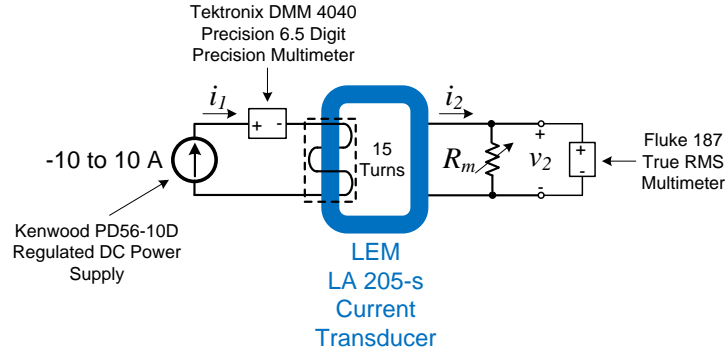 Tektronix DMM 4040
Precision 6.5 Digit
Precision Multimeter
i1
i2
+ -
-10 to 10 A
15
Turns
Rm
+
v2
-
+
-
Fluke 187
True RMS
Multimeter
Kenwood PD56-10D
Regulated DC Power
Supply
LEM
LA 205-s
Current
Transducer